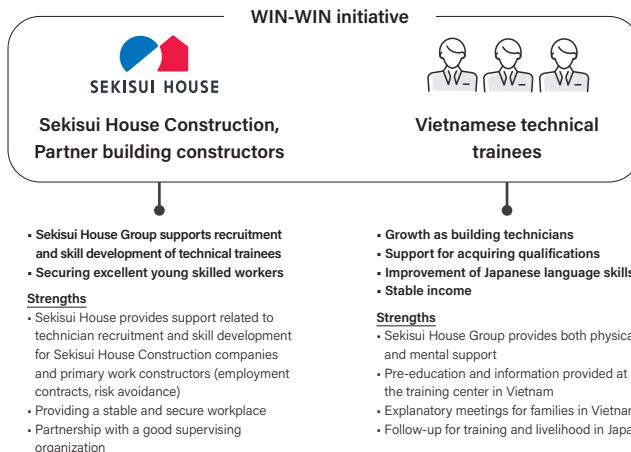 WIN-WIN initiative
SEKISUI HOUSE
Sekisui House Construction,
Partner building constructors
▪ Sekisui House Group supports recruitment
and skill development of technical trainees
▪ Securing excellent young skilled workers
Strengths
▪ Sekisui House provides support related to
technician recruitment and skill development
for Sekisui House Construction companies
and primary work constructors (employment
contracts, risk avoidance)
▪ Providing a stable and secure workplace
▪ Partnership with a good supervising
organization
Vietnamese technical
trainees
▪ Growth as building technicians
▪ Support for acquiring qualifications
▪ Improvement of Japanese language skills
▪ Stable income
Strengths
▪ Sekisui House Group provides both physica
and mental support
▪ Pre-education and information provided at
the training center in Vietnam
▪ Explanatory meetings for families in Vietnam
▪ Follow-up for training and livelihood in Japa